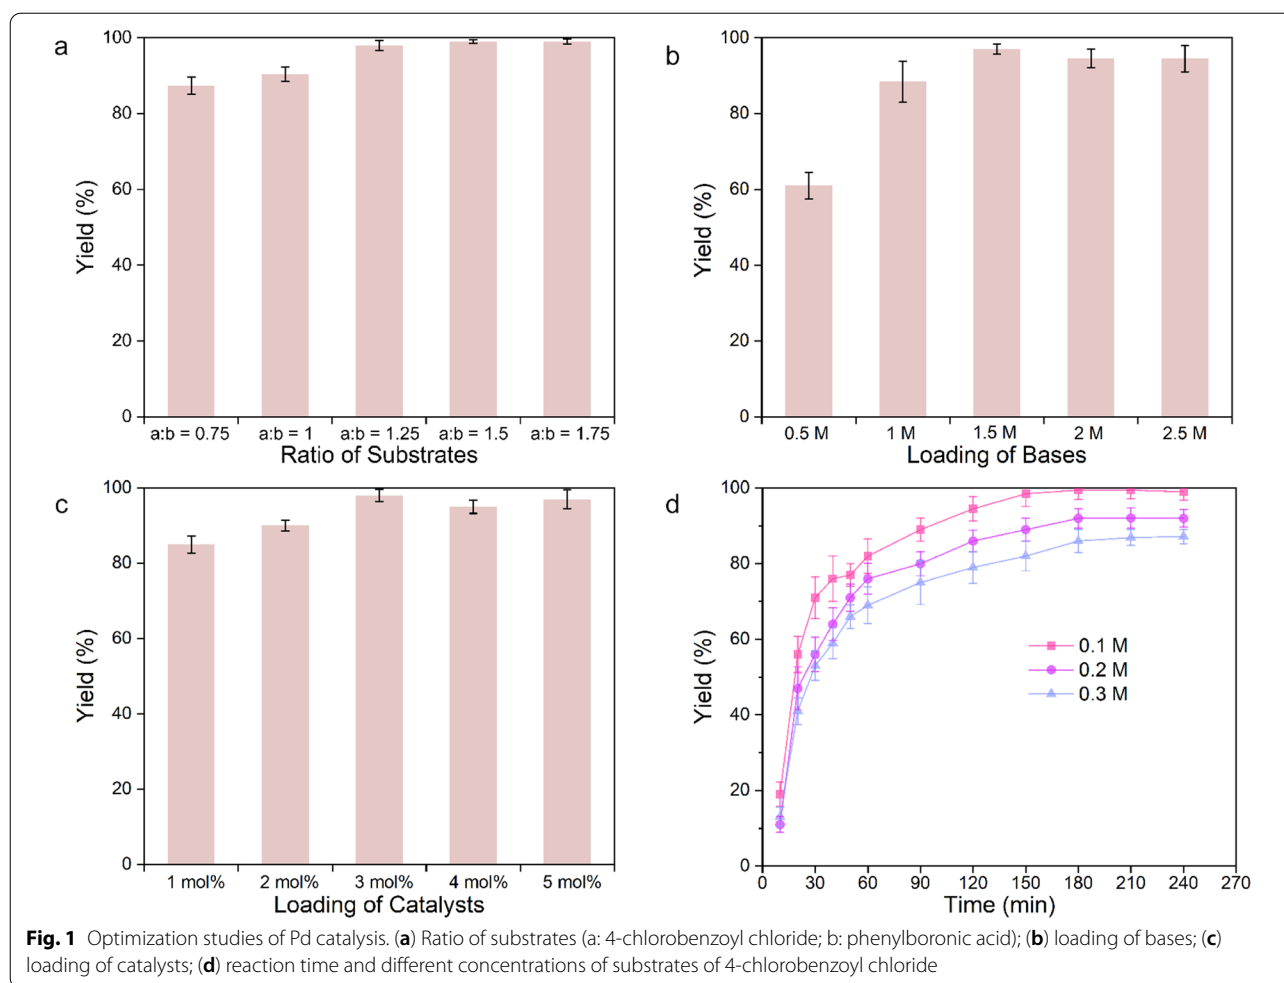 a
100
80
60
40
20
0
Yield (%)
a:b = 0.75 a:b = 1 a:b = 1.25 a:b = 1.5 a:b = 1.75
Ratio of Substrates
b
100
80
60
40
20
0
Yield (%)
0.5 M 1 M 1.5 M 2 M 2.5 M
Loading of Bases
c
100
80
60
40
20
0
Yield (%)
1 mol% 2 mol% 3 mol% 4 mol% 5 mol%
Loading of Catalysts
d
100
80
60
40
20
0
Yield (%)
0.1 M
0.2 M
0.3 M
0 30 60 90 120 150 180 210 240 270
Time (min)
Fig. 1 Optimization studies of Pd catalysis. (a) Ratio of substrates (a: 4-chlorobenzoyl chloride; b: phenylboronic acid); (b) loading of bases; (c)
loading of catalysts; (d) reaction time and different concentrations of substrates of 4-chlorobenzoyl chloride